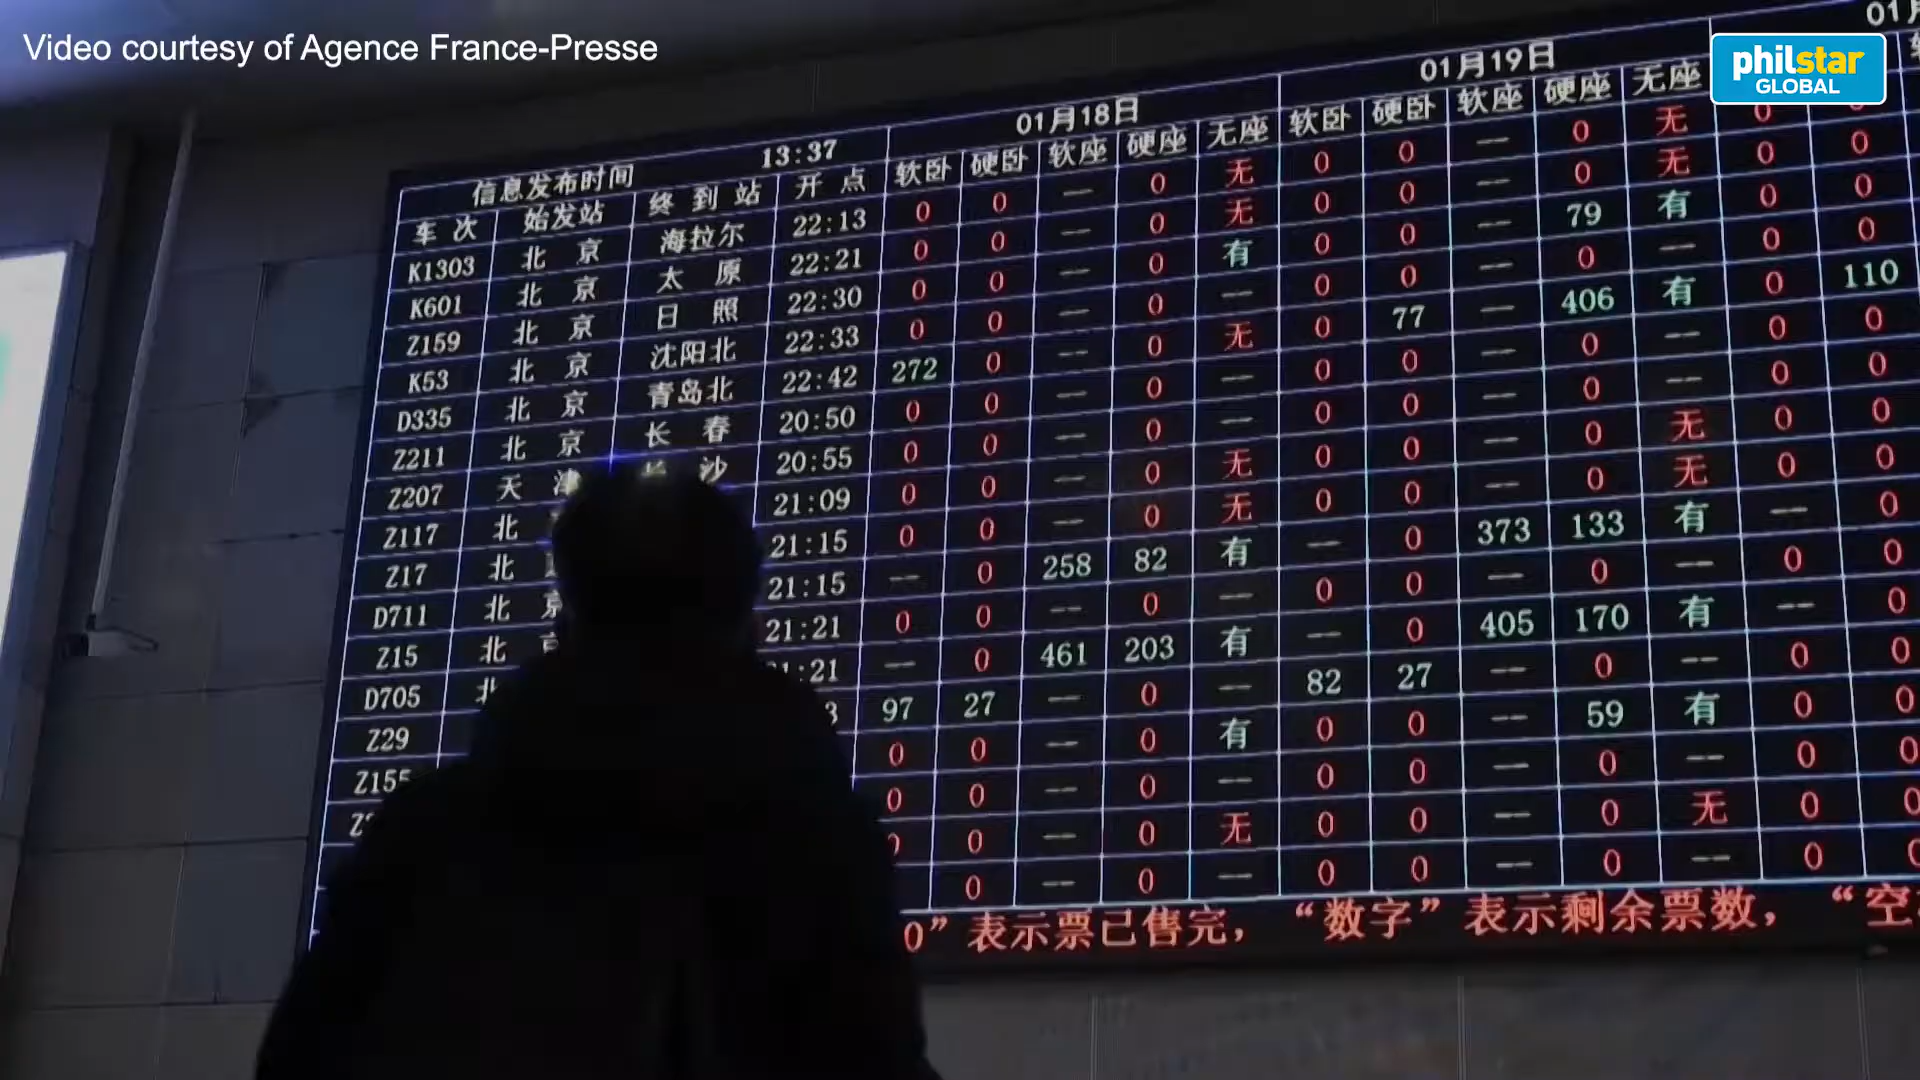 Video courtesy of Agence France-Presse
philstar
GLOBAL
信息发布时间 13:37 01月18日 01月19日
车次 始发站 终到站 开点 软卧 硬卧 软座 硬座 无座 软卧 硬卧 软座 硬座 无座
K1303 北京 海拉尔 22:13 0 0 -- 0 无 0 0 -- 0 无 0 0
K601 北京 太原 22:21 0 0 -- 0 无 0 0 -- 0 无 0 0
Z159 北京 日照 22:30 0 0 -- 0 有 0 0 -- 79 有 0 0
K53 北京 沈阳北 22:33 0 0 -- 0 -- 0 0 -- 0 -- 0 0
D335 北京 青岛北 22:42 272 0 -- 0 无 0 77 -- 406 有 0 110
Z211 北京 长春 20:50 0 0 -- 0 -- 0 0 -- 0 -- 0 0
Z207 天津 沙 20:55 0 0 -- 0 -- 0 0 -- 0 -- 0 0
Z117 北 21:09 0 0 -- 0 无 0 0 -- 0 无 0 0
Z17 北 21:15 0 0 -- 0 无 0 0 -- 0 无 0 0
D711 北京 21:15 -- 0 258 82 有 -- 0 373 133 有 -- 0
Z15 北京 21:21 0 0 -- 0 -- 0 0 -- 0 -- 0 0
D705 北 :21 -- 0 461 203 有 -- 0 405 170 有 -- 0
Z29 3 97 27 -- 0 -- 82 27 -- 0 -- 0 0
Z155 0 0 -- 0 有 0 0 -- 59 有 0 0
0 0 -- 0 -- 0 0 -- 0 -- 0 0
0 0 -- 0 无 0 0 -- 0 无 0 0
0 -- 0 -- 0 0 -- 0 -- 0 0
0”表示票已售完，“数字”表示剩余票数，“空